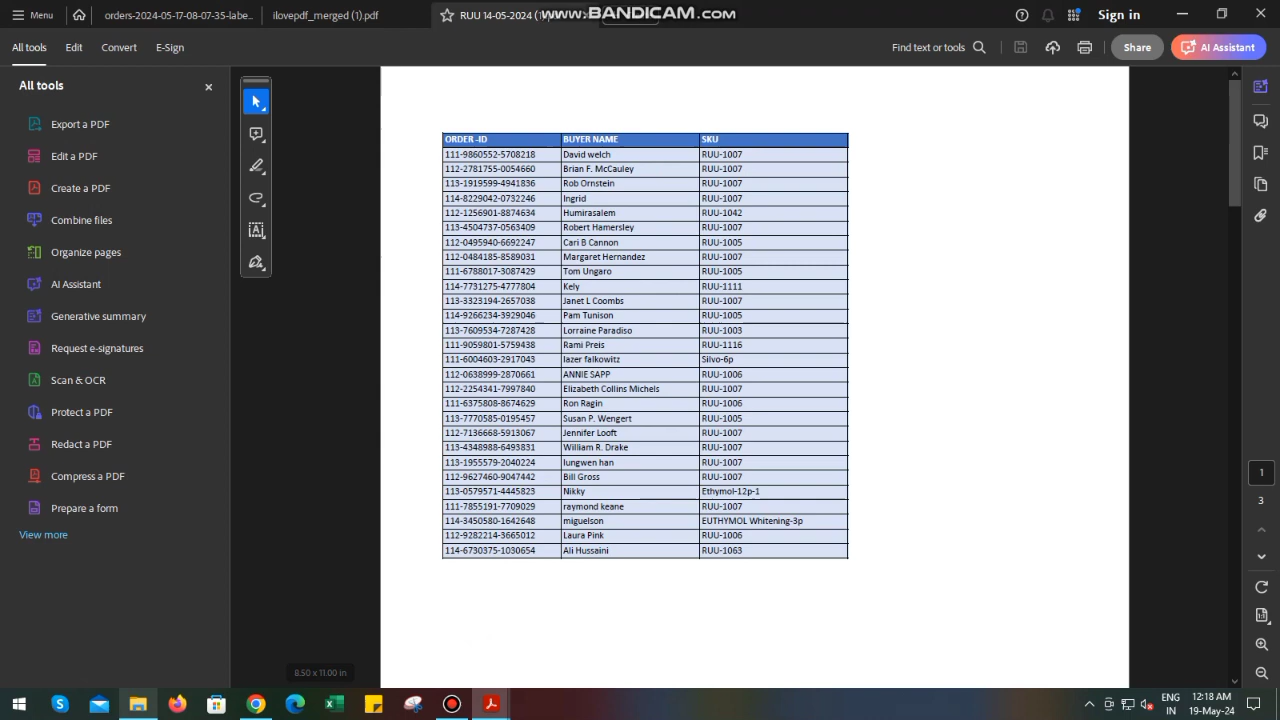 Menu orders-2024-05-17-08-07-35-labe... ilovepdf_merged (1).pdf RUU 14-05-2024 (1 Sign in
www.BANDICAM.com
All tools Edit Convert E-Sign Find text or tools Share AI Assistant
All tools
Export a PDF
Edit a PDF
Create a PDF
Combine files
Organize pages
AI Assistant
Generative summary
Request e-signatures
Scan & OCR
Protect a PDF
Redact a PDF
Compress a PDF
Prepare a form
View more
ORDER -ID BUYER NAME SKU
111-9860552-5708218 David welch RUU-1007
112-2781755-0054660 Brian F. McCauley RUU-1007
113-1919599-4941836 Rob Ornstein RUU-1007
114-8229042-0732246 Ingrid RUU-1007
112-1256901-8874634 Humirasalem RUU-1042
113-4504737-0563409 Robert Hamersley RUU-1007
112-0495940-6692247 Cari B Cannon RUU-1005
112-0484185-8589031 Margaret Hernandez RUU-1007
111-6788017-3087429 Tom Ungaro RUU-1005
114-7731275-4777804 Kely RUU-1111
113-3323194-2657038 Janet L Coombs RUU-1007
114-9266234-3929046 Pam Tunison RUU-1005
113-7609534-7287428 Lorraine Paradiso RUU-1003
111-9059801-5759438 Rami Preis RUU-1116
111-6004603-2917043 lazer falkowitz Silvo-6p
112-0638999-2870661 ANNIE SAPP RUU-1006
112-2254341-7997840 Elizabeth Collins Michels RUU-1007
111-6375808-8674629 Ron Ragin RUU-1006
113-7770585-0195457 Susan P. Wengert RUU-1005
112-7136668-5913067 Jennifer Looft RUU-1007
113-4348988-6493831 William R. Drake RUU-1007
113-1955579-2040224 lungwen han RUU-1007
112-9627460-9047442 Bill Gross RUU-1007
113-0579571-4445823 Nikky Ethymol-12p-1
111-7855191-7709029 raymond keane RUU-1007
114-3450580-1642648 miguelson EUTHYMOL Whitening-3p
112-9282214-3665012 Laura Pink RUU-1006
114-6730375-1030654 Ali Hussaini RUU-1063
1
3
8.50 x 11.00 in
ENG 12:18 AM
IN 19-May-24